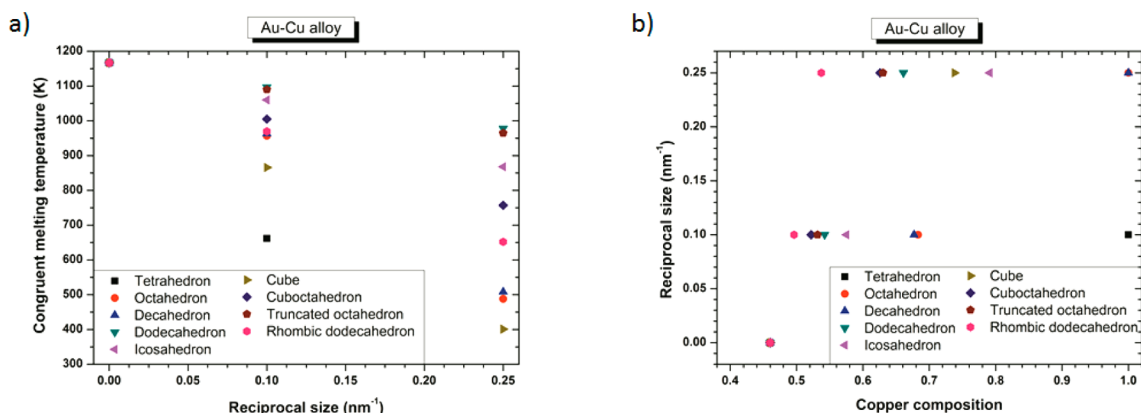 a)
Au-Cu alloy
1200
1100
1000
900
800
700
600
500
400
300
Congruent melting temperature (K)
Tetrahedron
Octahedron
Decahedron
Dodecahedron
Icosahedron
Cube
Cuboctahedron
Truncated octahedron
Rhombic dodecahedron
0.00 0.05 0.10 0.15 0.20 0.25
Reciprocal size (nm⁻¹)
b)
Au-Cu alloy
0.25
0.20
0.15
0.10
0.05
0.00
Reciprocal size (nm⁻¹)
Tetrahedron
Octahedron
Decahedron
Dodecahedron
Icosahedron
Cube
Cuboctahedron
Truncated octahedron
Rhombic dodecahedron
0.4 0.5 0.6 0.7 0.8 0.9 1.0
Copper composition